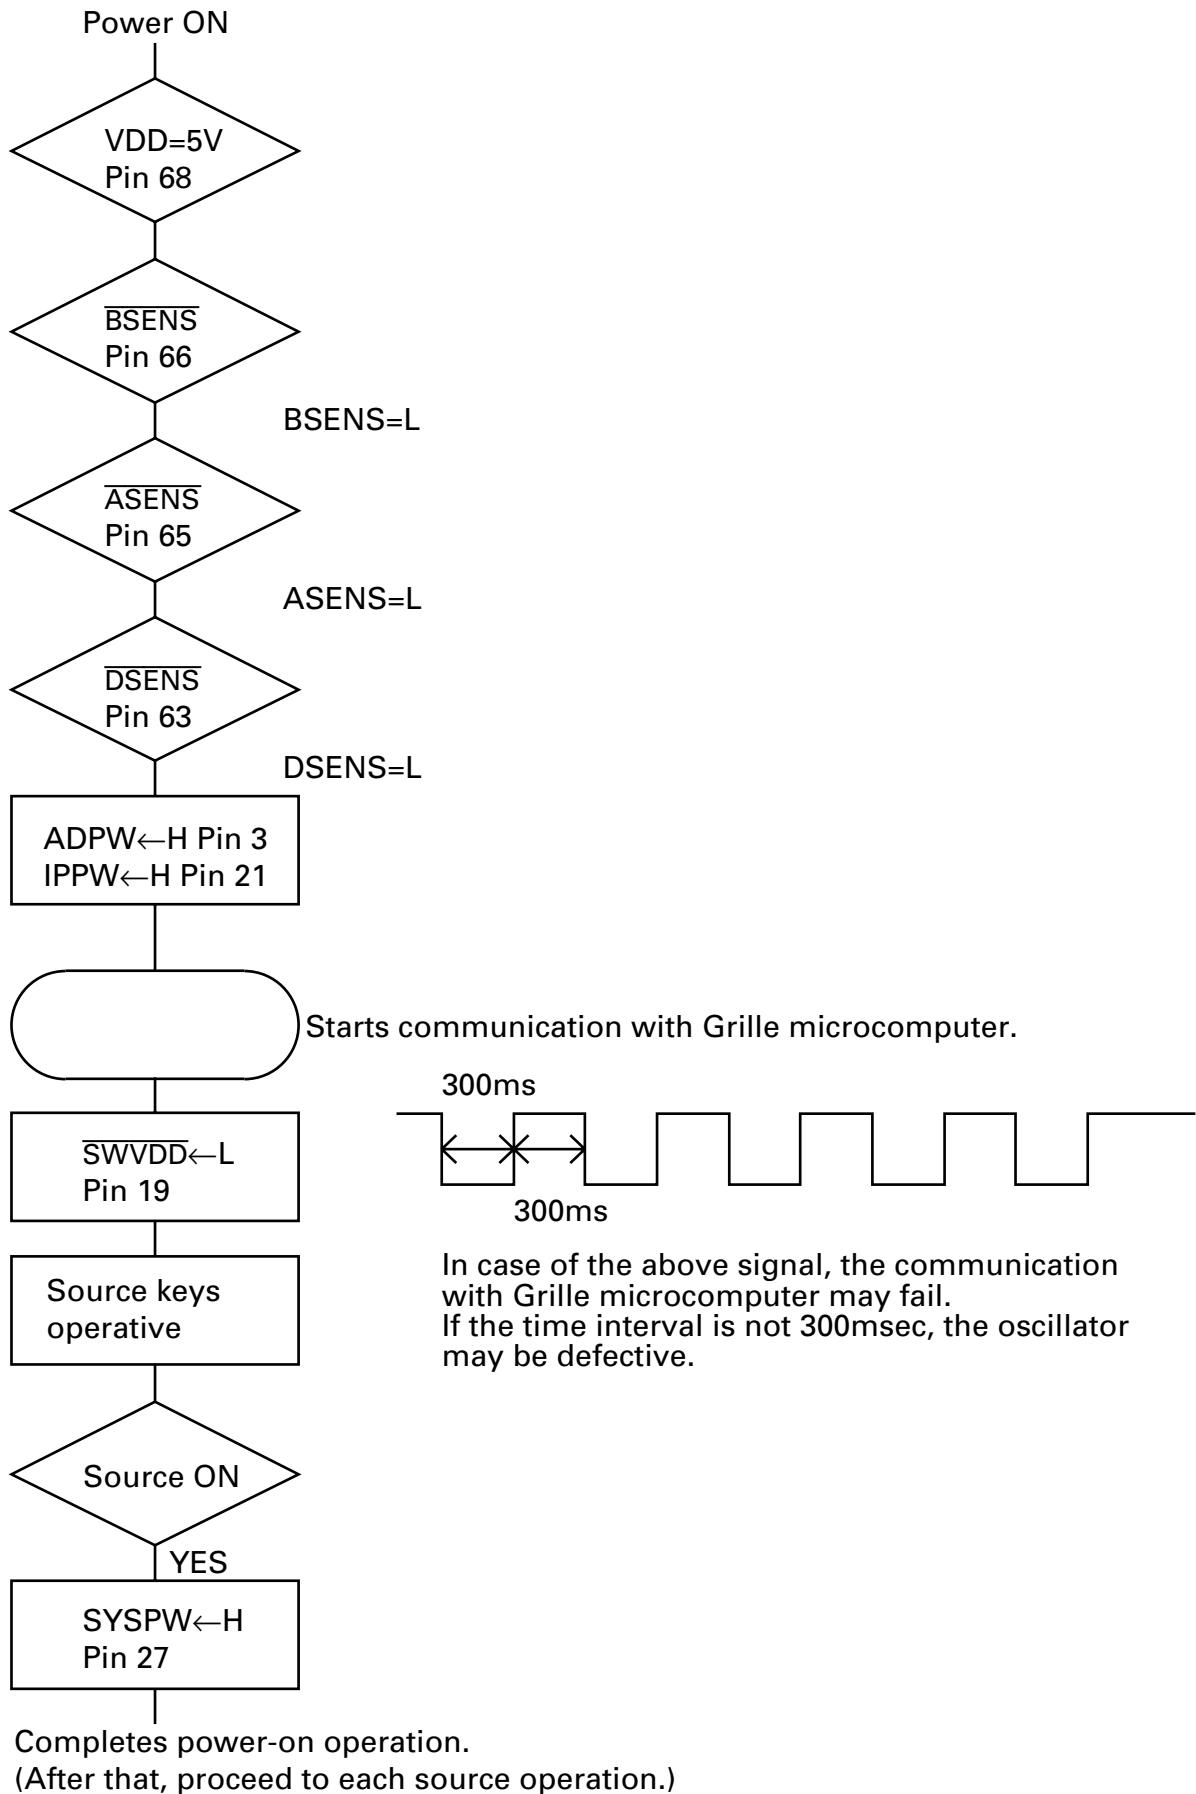 Power ON
VDD=5V
Pin 68
BSENS
Pin 66
BSENS=L
ASENS
Pin 65
ASENS=L
DSENS
Pin 63
DSENS=L
ADPW←H Pin 3
IPPW←H Pin 21
Starts communication with Grille microcomputer.
300ms
SWVDD←L
Pin 19
300ms
In case of the above signal, the communication
with Grille microcomputer may fail.
If the time interval is not 300msec, the oscillator
may be defective.
Source keys
operative
Source ON
YES
SYSPW←H
Pin 27
Completes power-on operation.
(After that, proceed to each source operation.)